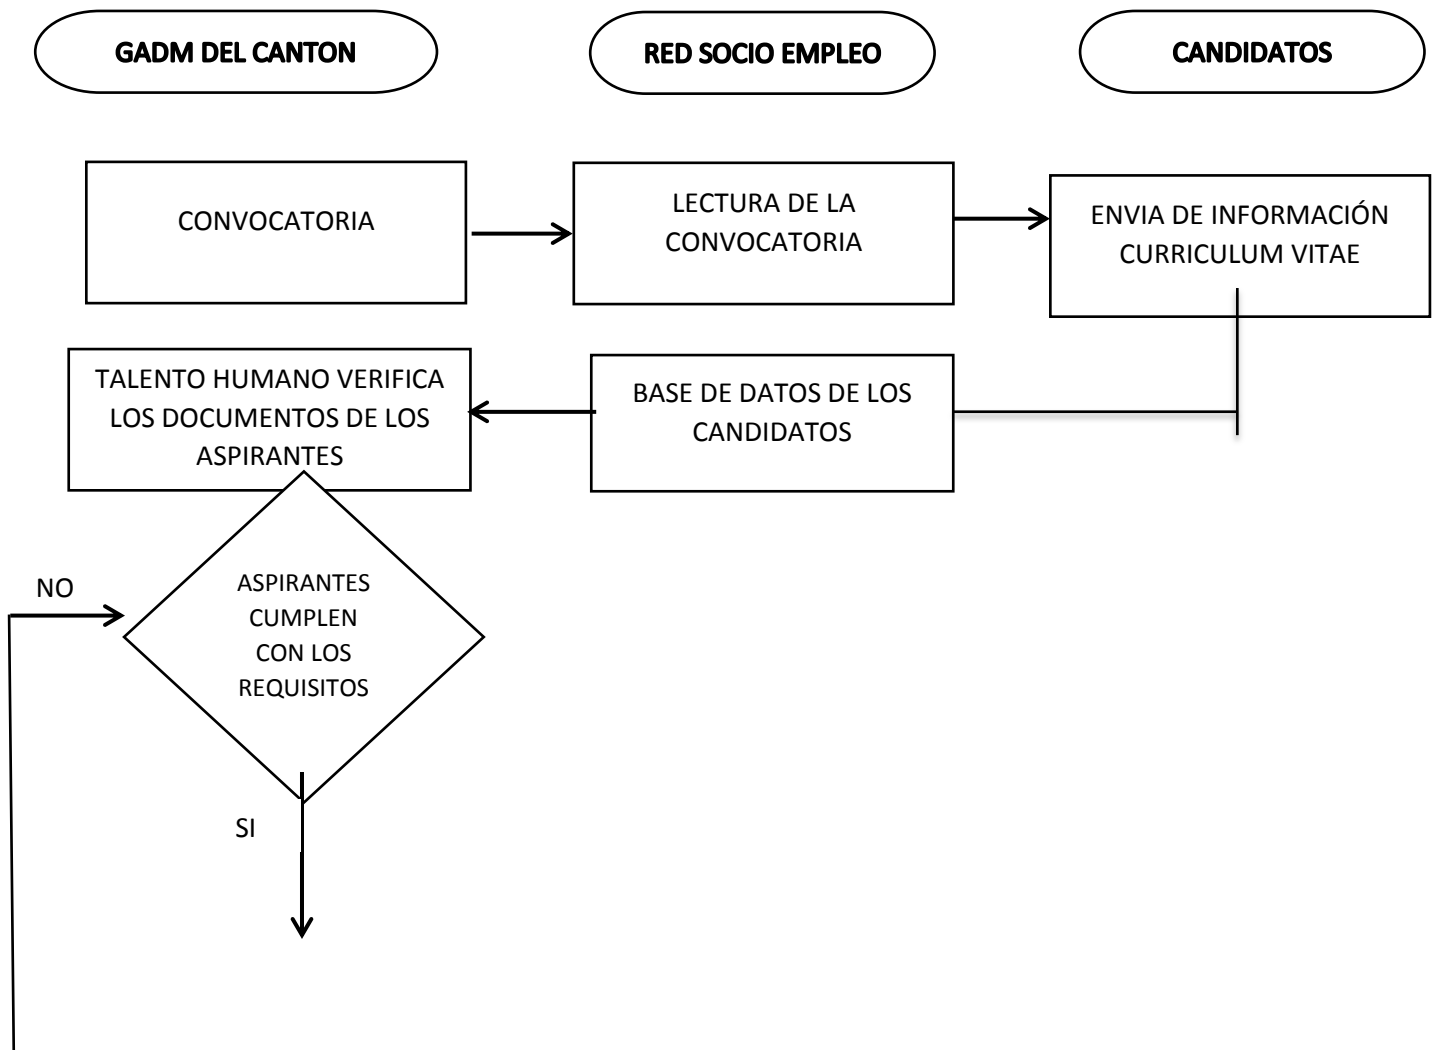 GADM DEL CANTON
RED SOCIO EMPLEO
CANDIDATOS
CONVOCATORIA
LECTURA DE LA
CONVOCATORIA
ENVIA DE INFORMACIÓN
CURRICULUM VITAE
TALENTO HUMANO VERIFICA
LOS DOCUMENTOS DE LOS
ASPIRANTES
BASE DE DATOS DE LOS
CANDIDATOS
NO
ASPIRANTES
CUMPLEN
CON LOS
REQUISITOS
SI